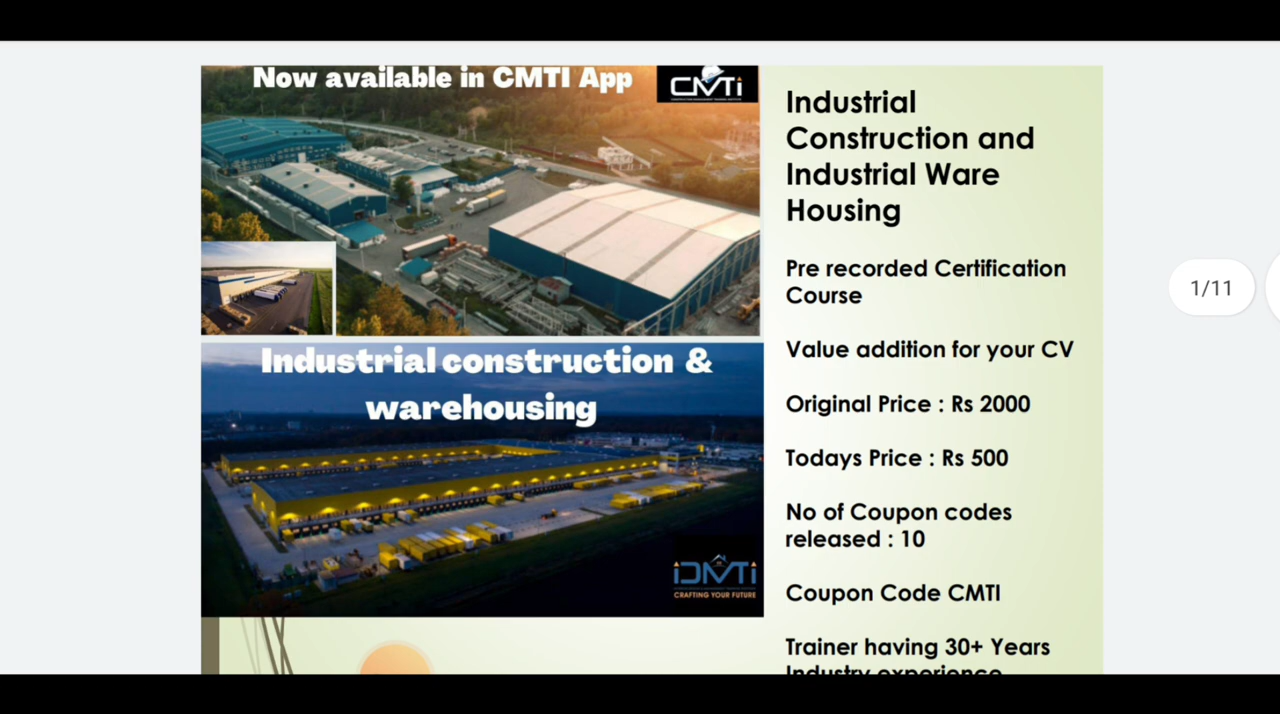 Now available in CMTI App
CMTi
Industrial construction &
warehousing
iDMTi
CRAFTING YOUR FUTURE
Industrial
Construction and
Industrial Ware
Housing
Pre recorded Certification
Course
Value addition for your CV
Original Price : Rs 2000
Todays Price : Rs 500
No of Coupon codes
released : 10
Coupon Code CMTI
Trainer having 30+ Years
Industry experience
1/11